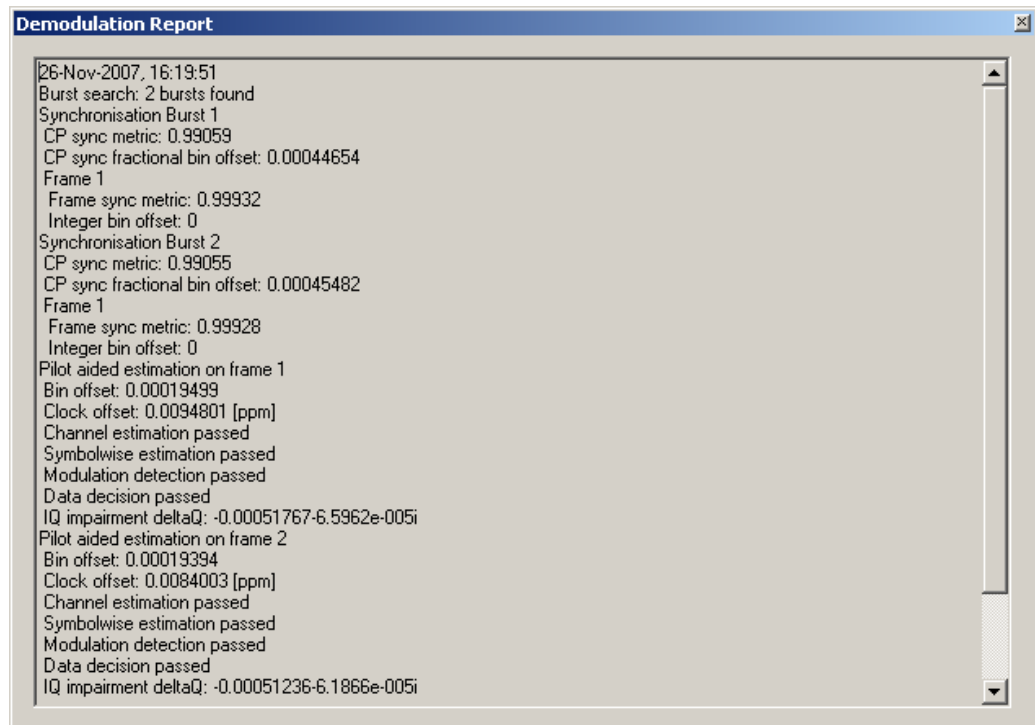 Demodulation Report
26-Nov-2007, 16:19:51
Burst search: 2 bursts found
Synchronisation Burst 1
CP sync metric: 0.99059
CP sync fractional bin offset: 0.00044654
Frame 1
Frame sync metric: 0.99932
Integer bin offset: 0
Synchronisation Burst 2
CP sync metric: 0.99055
CP sync fractional bin offset: 0.00045482
Frame 1
Frame sync metric: 0.99928
Integer bin offset: 0
Pilot aided estimation on frame 1
Bin offset: 0.00019499
Clock offset: 0.0094801 [ppm]
Channel estimation passed
Symbolwise estimation passed
Modulation detection passed
Data decision passed
IQ impairment deltaQ: -0.00051767-6.5962e-005i
Pilot aided estimation on frame 2
Bin offset: 0.00019394
Clock offset: 0.0084003 [ppm]
Channel estimation passed
Symbolwise estimation passed
Modulation detection passed
Data decision passed
IQ impairment deltaQ: -0.00051236-6.1866e-005i